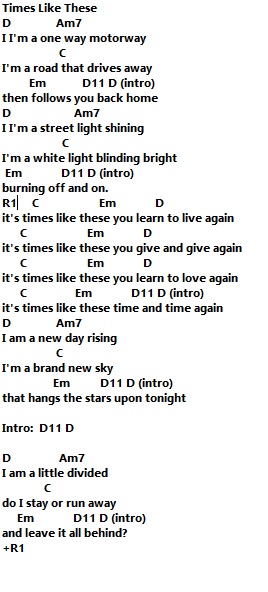 Times Like These
D Am7
I I'm a one way motorway
C
I'm a road that drives away
Em D11 D (intro)
then follows you back home
D Am7
I I'm a street light shining
C
I'm a white light blinding bright
Em D11 D (intro)
burning off and on.
R1 C Em D
it's times like these you learn to live again
C Em D
it's times like these you give and give again
C Em D
it's times like these you learn to love again
C Em D11 D (intro)
it's times like these time and time again
D Am7
I am a new day rising
C
I'm a brand new sky
Em D11 D (intro)
that hangs the stars upon tonight
Intro: D11 D
D Am7
I am a little divided
C
do I stay or run away
Em D11 D (intro)
and leave it all behind?
+R1